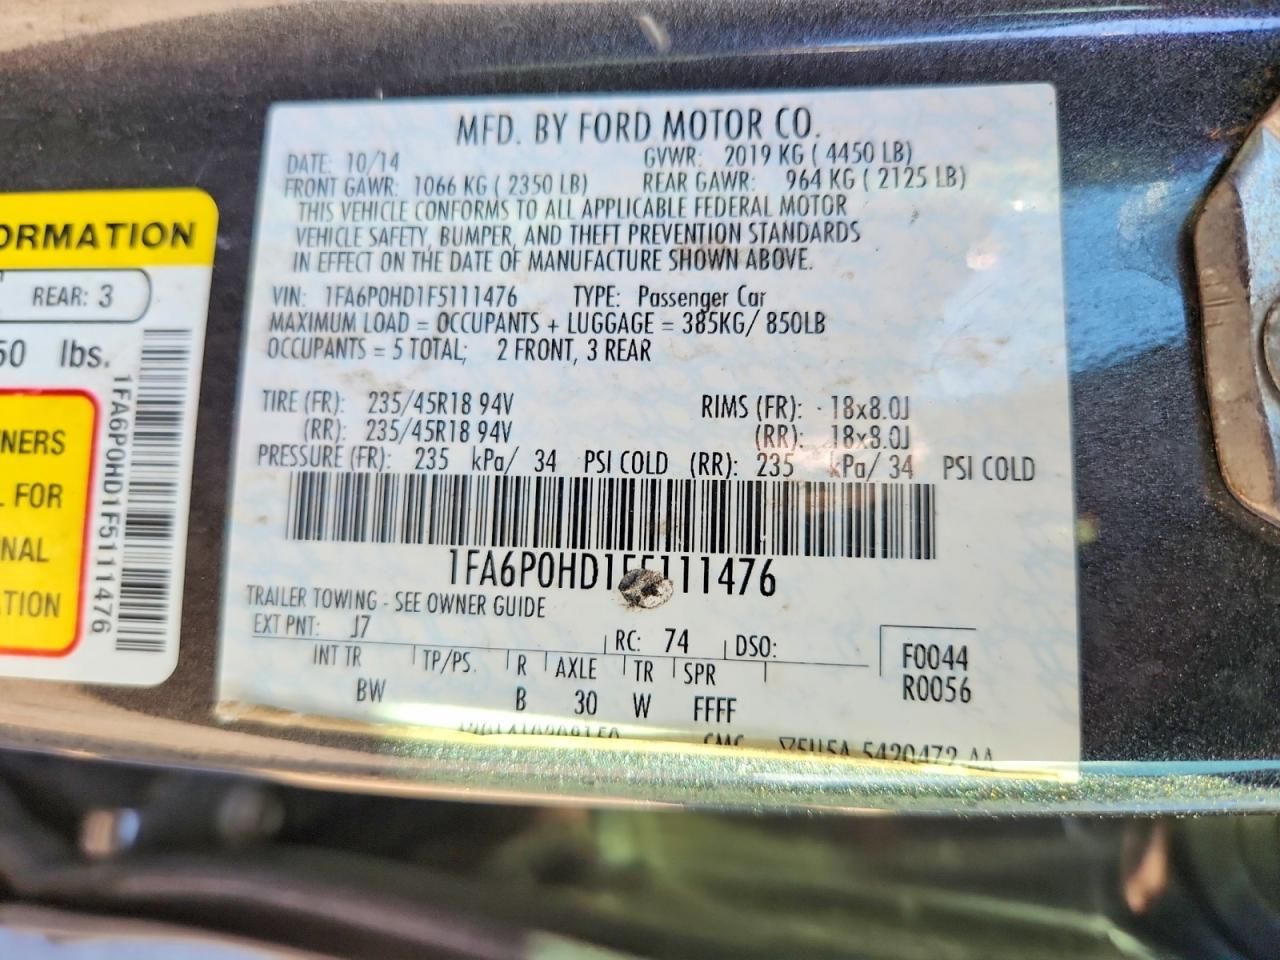 MFD. BY FORD MOTOR CO.
DATE: 10/14 GVWR: 2019 KG ( 4450 LB)
FRONT GAWR: 1066 KG ( 2350 LB) REAR GAWR: 964 KG ( 2125 LB)
THIS VEHICLE CONFORMS TO ALL APPLICABLE FEDERAL MOTOR
VEHICLE SAFETY, BUMPER, AND THEFT PREVENTION STANDARDS
IN EFFECT ON THE DATE OF MANUFACTURE SHOWN ABOVE.
VIN: 1FA6P0HD1F5111476 TYPE: Passenger Car
MAXIMUM LOAD = OCCUPANTS + LUGGAGE = 385KG/ 850LB
OCCUPANTS = 5 TOTAL; 2 FRONT, 3 REAR
TIRE (FR): 235/45R18 94V RIMS (FR): 18x8.0J
(RR): 235/45R18 94V (RR): 18x8.0J
PRESSURE (FR): 235 kPa/ 34 PSI COLD (RR): 235 kPa/ 34 PSI COLD
1FA6P0HD1F5111476
TRAILER TOWING - SEE OWNER GUIDE
EXT PNT: J7 RC: 74 DSO:
INT TR TP/PS. R AXLE TR SPR
BW B 30 W FFFF
F0044
R0056
ORMATION
REAR: 3
50 lbs.
NERS
L FOR
NAL
TION
1FA6P0HD1F5111476